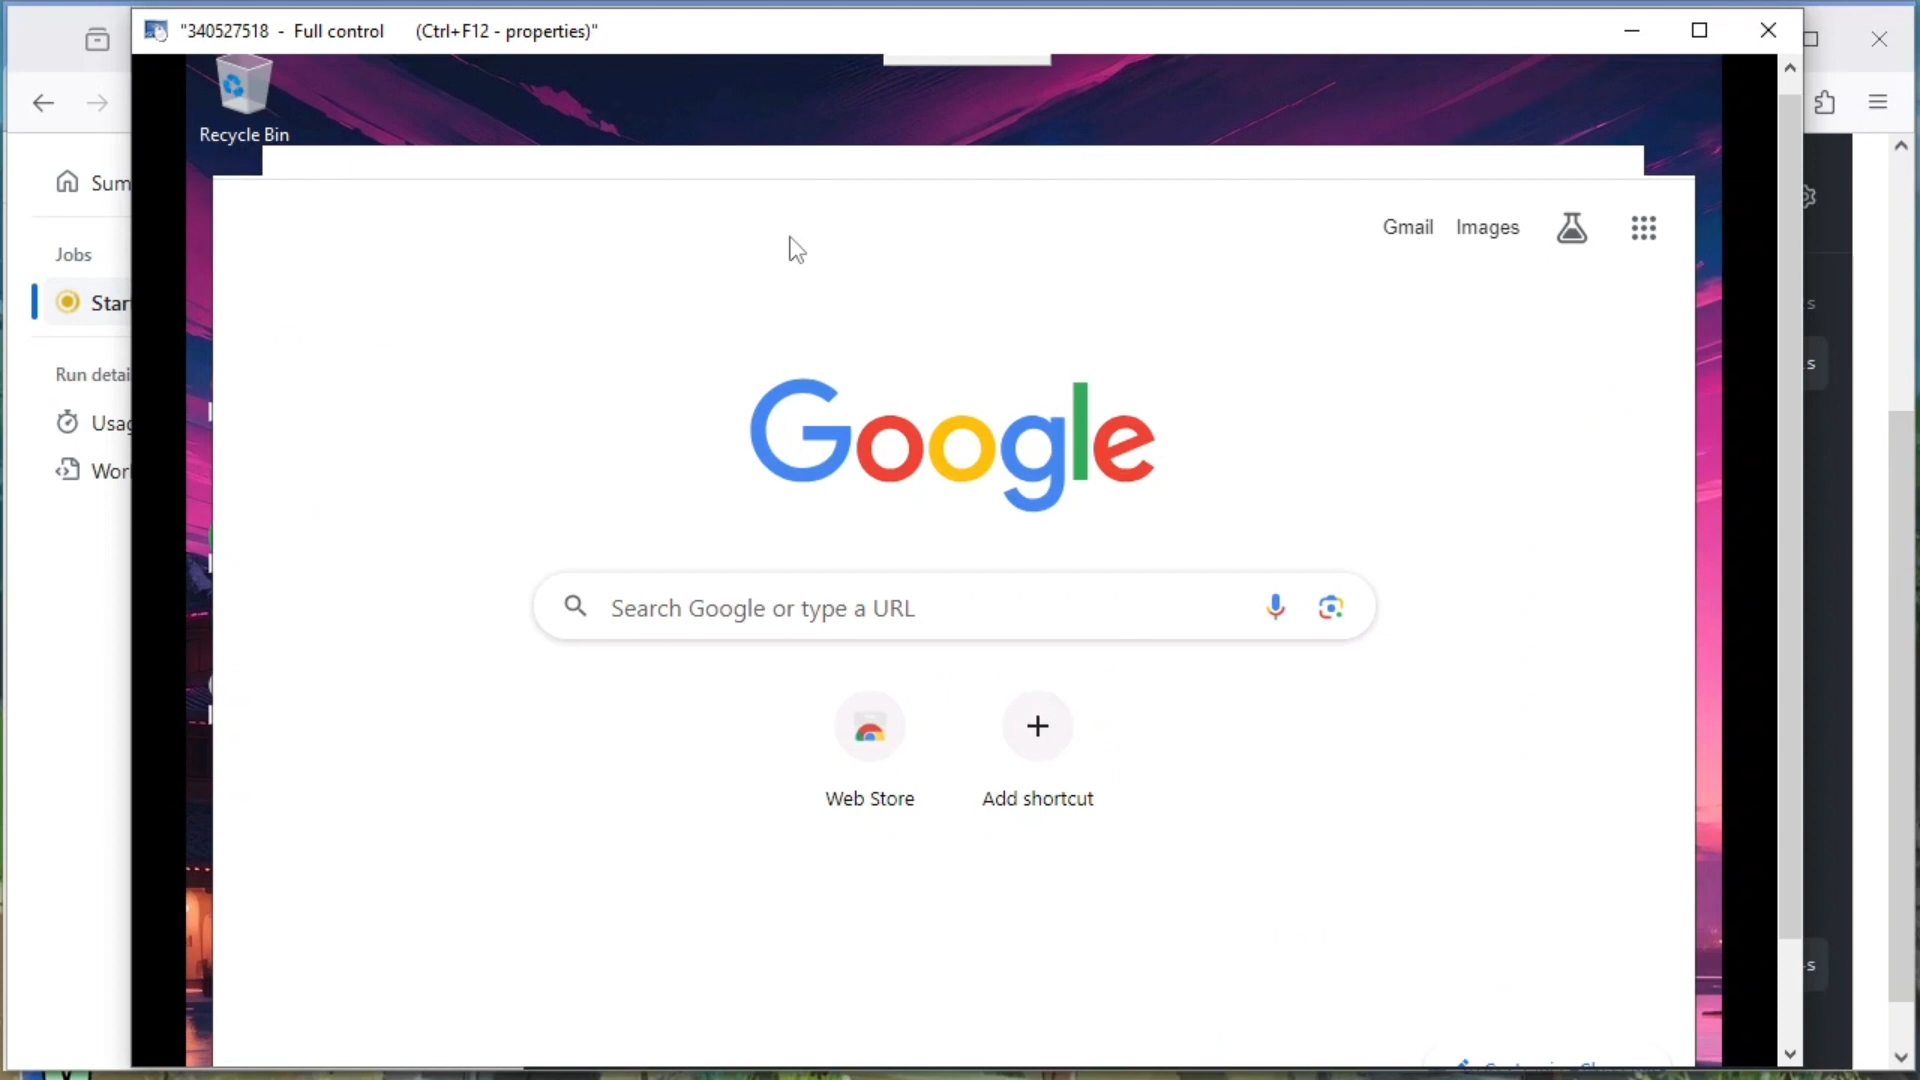 "340527518 - Full control (Ctrl+F12 - properties)"
Recycle Bin
Sum
Jobs
Star
Run detai
Usag
Worl
Gmail Images
Google
Search Google or type a URL
Web Store
Add shortcut